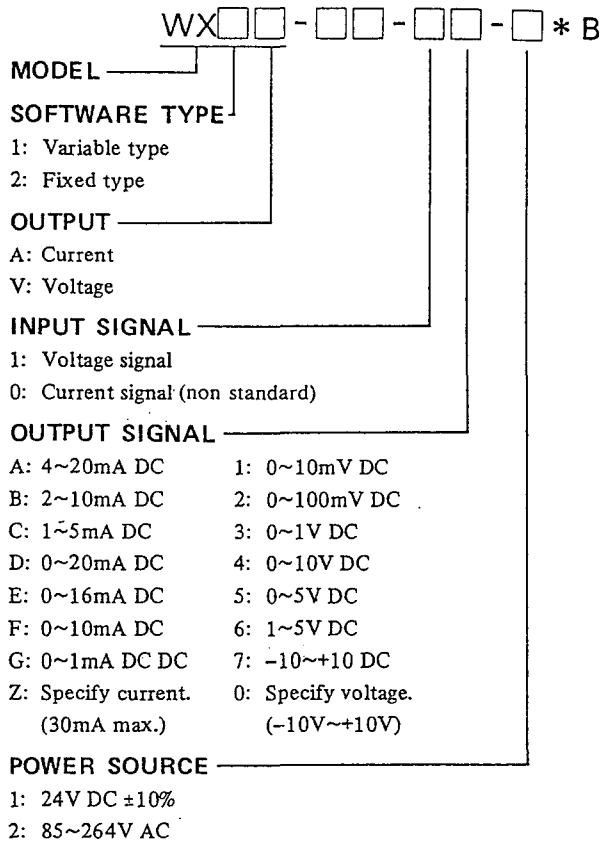 WX□□-□□-□□-□*B
MODEL
SOFTWARE TYPE
1: Variable type
2: Fixed type
OUTPUT
A: Current
V: Voltage
INPUT SIGNAL
1: Voltage signal
0: Current signal (non standard)
OUTPUT SIGNAL
A: 4~20mA DC 1: 0~10mV DC
B: 2~10mA DC 2: 0~100mV DC
C: 1~5mA DC 3: 0~1V DC
D: 0~20mA DC 4: 0~10V DC
E: 0~16mA DC 5: 0~5V DC
F: 0~10mA DC 6: 1~5V DC
G: 0~1mA DC DC 7: -10~+10 DC
Z: Specify current. 0: Specify voltage.
(30mA max.) (-10V~+10V)
POWER SOURCE
1: 24V DC ±10%
2: 85~264V AC